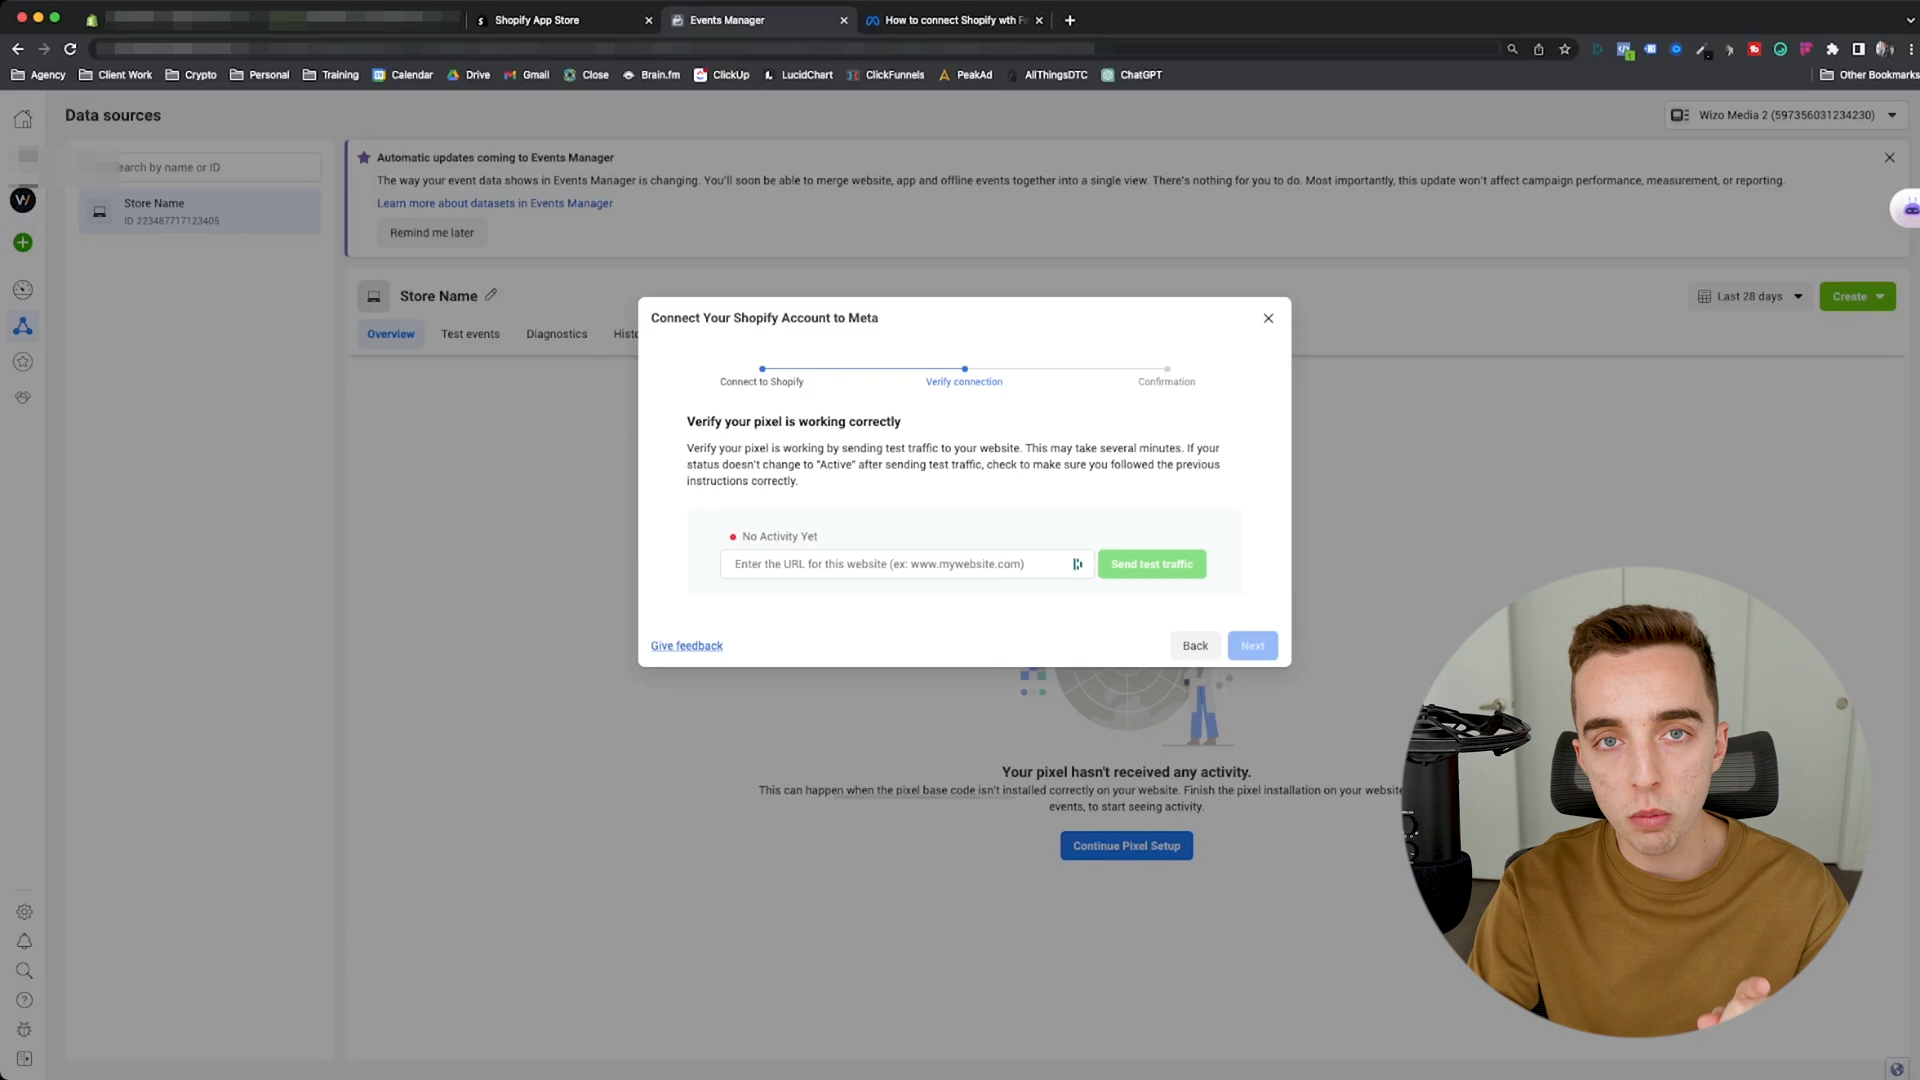 Shopify App Store
Events Manager
How to connect Shopify wth F
Agency
Client Work
Crypto
Personal
Training
Calendar
Drive
Gmail
Close
Brain.fm
ClickUp
LucidChart
ClickFunnels
PeakAd
AllThingsDTC
ChatGPT
Other Bookmarks
Data sources
Wizo Media 2 (597356031234230)
earch by name or ID
Store Name
ID 223487717123405
Automatic updates coming to Events Manager
The way your event data shows in Events Manager is changing. You'll soon be able to merge website, app and offline events together into a single view. There's nothing for you to do. Most importantly, this update won't affect campaign performance, measurement, or reporting.
Learn more about datasets in Events Manager
Remind me later
Store Name
Last 28 days
Create
Overview
Test events
Diagnostics
Histo
Connect Your Shopify Account to Meta
Connect to Shopify
Verify connection
Confirmation
Verify your pixel is working correctly
Verify your pixel is working by sending test traffic to your website. This may take several minutes. If your
status doesn't change to "Active" after sending test traffic, check to make sure you followed the previous
instructions correctly.
No Activity Yet
Enter the URL for this website (ex: www.mywebsite.com)
Send test traffic
Give feedback
Back
Next
Your pixel hasn't received any activity.
This can happen when the pixel base code isn't installed correctly on your website. Finish the pixel installation on your website
events, to start seeing activity.
Continue Pixel Setup